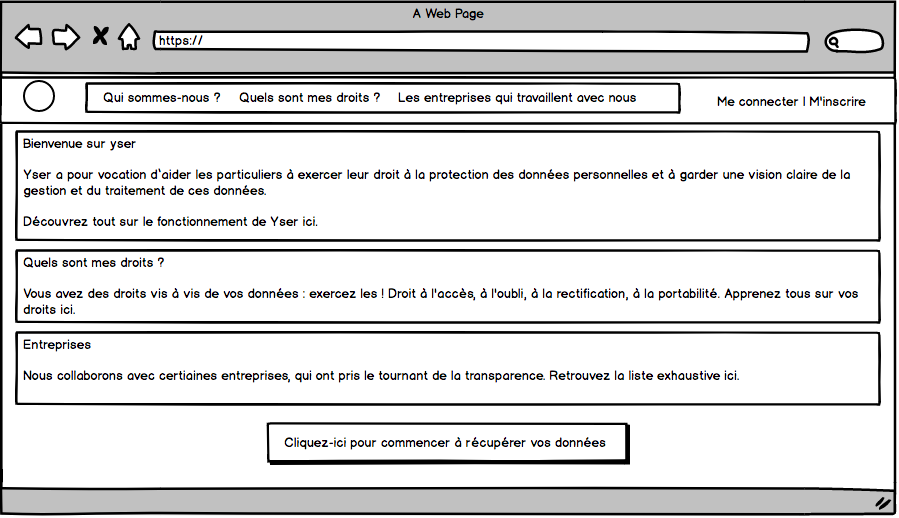 A Web Page
https://
Qui sommes-nous ? Quels sont mes droits ? Les entreprises qui travaillent avec nous
Me connecter | M'inscrire
Bienvenue sur yser
Yser a pour vocation d'aider les particuliers à exercer leur droit à la protection des données personnelles et à garder une vision claire de la
gestion et du traitement de ces données.
Découvrez tout sur le fonctionnement de Yser ici.
Quels sont mes droits ?
Vous avez des droits vis à vis de vos données : exercez les ! Droit à l'accès, à l'oubli, à la rectification, à la portabilité. Apprenez tous sur vos
droits ici.
Entreprises
Nous collaborons avec certiaines entreprises, qui ont pris le tournant de la transparence. Retrouvez la liste exhaustive ici.
Cliquez-ici pour commencer à récupérer vos données